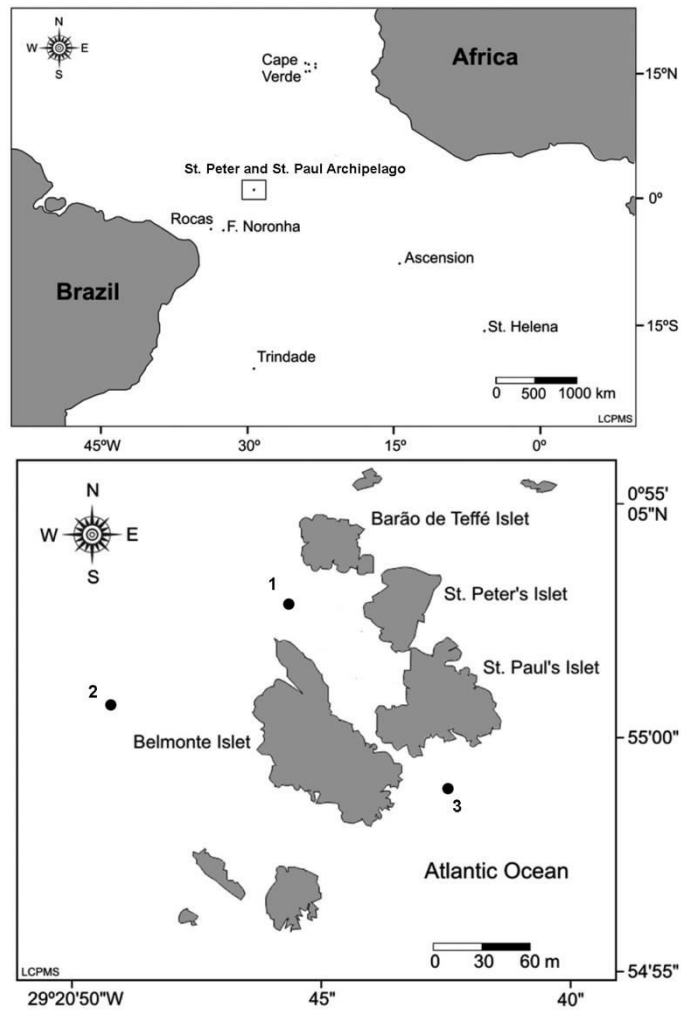 N
W E
S
Cape
Verde
Africa
15ºN
St. Peter and St. Paul Archipelago
0º
Rocas
F. Noronha
Ascension
Brazil
St. Helena
15ºS
Trindade
0 500 1000 km
LCPMS
45ºW 30º 15º 0º
N
W E
S
0º55'
05"N
Barão de Teffé Islet
1
St. Peter's Islet
St. Paul's Islet
2
Belmonte Islet
55'00"
3
Atlantic Ocean
0 30 60 m
LCPMS
54'55"
29º20'50"W 45" 40"